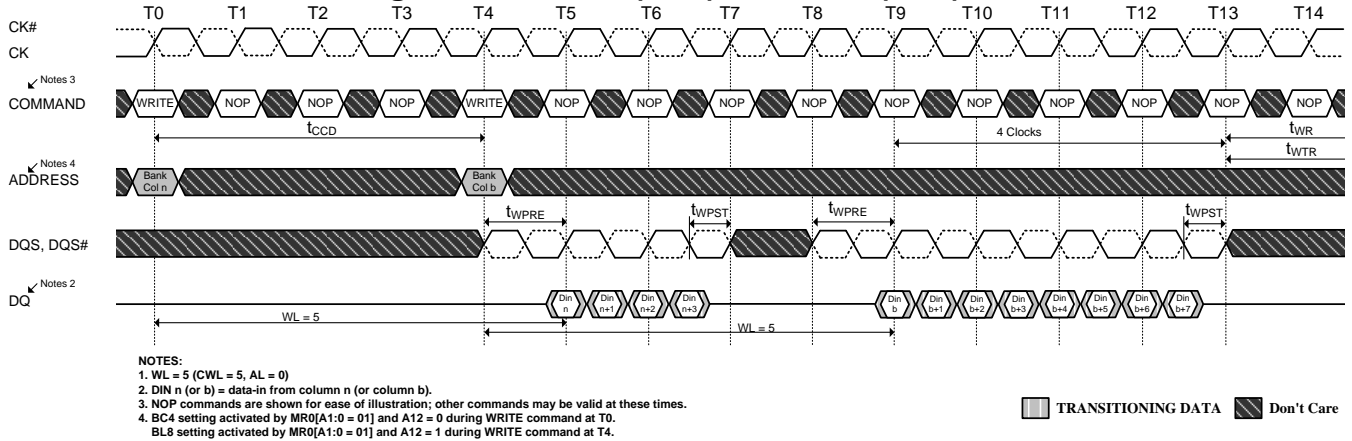 T0 T1 T2 T3 T4 T5 T6 T7 T8 T9 T10 T11 T12 T13 T14
CK#
CK
Notes 3
COMMAND
WRITE NOP NOP NOP WRITE NOP NOP NOP NOP NOP NOP NOP NOP NOP NOP
tCCD
4 Clocks
tWR
tWTR
Notes 4
ADDRESS
Bank Col n
Bank Col b
tWPRE
tWPST
tWPRE
tWPST
DQS, DQS#
Notes 2
DQ
Din n
Din n+1
Din n+2
Din n+3
Din b
Din b+1
Din b+2
Din b+3
Din b+4
Din b+5
Din b+6
Din b+7
WL = 5
WL = 5
NOTES:
1. WL = 5 (CWL = 5, AL = 0)
2. DIN n (or b) = data-in from column n (or column b).
3. NOP commands are shown for ease of illustration; other commands may be valid at these times.
4. BC4 setting activated by MR0[A1:0 = 01] and A12 = 0 during WRITE command at T0.
BL8 setting activated by MR0[A1:0 = 01] and A12 = 1 during WRITE command at T4.
TRANSITIONING DATA
Don't Care